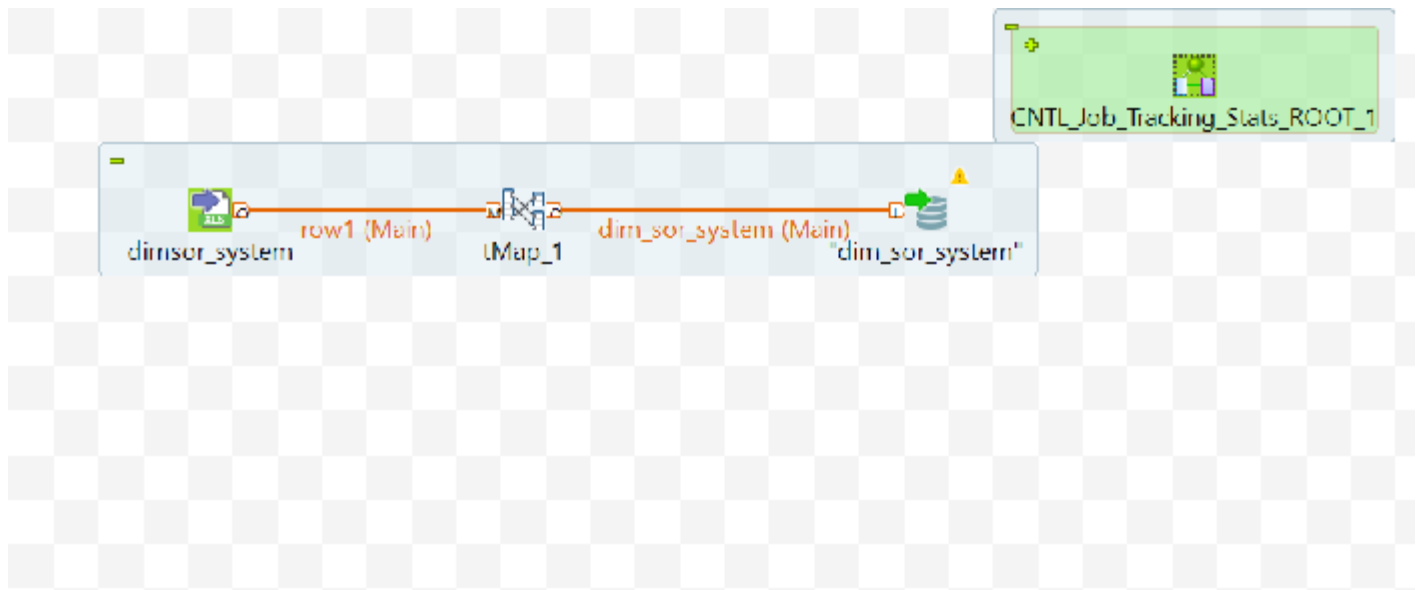 CNTL_Job_Tracking_Stats_ROOT_1
row1 (Main)
dim_sor_system (Main)
dimsor_system
tMap_1
"dim_sor_system"